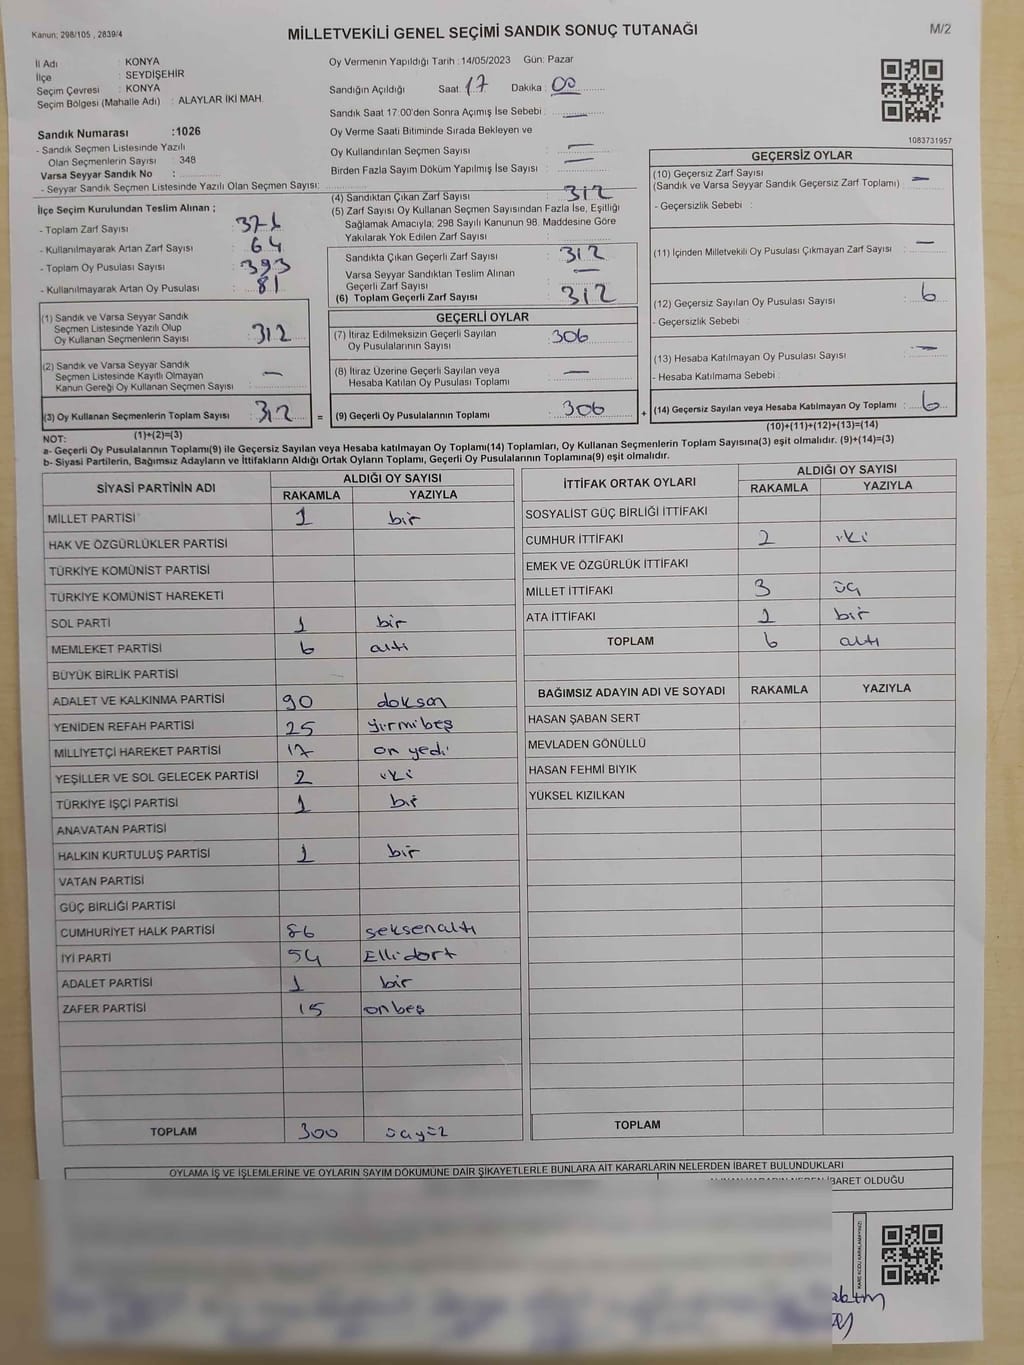 Kanun; 298/105 , 2839/4
MİLLETVEKİLİ GENEL SEÇİMİ SANDIK SONUÇ TUTANAĞI
M/2
İl Adı : KONYA
İlçe : SEYDİŞEHİR
Seçim Çevresi : KONYA
Seçim Bölgesi (Mahalle Adı) : ALAYLAR İKİ MAH.
Sandık Numarası :1026
- Sandık Seçmen Listesinde Yazılı
Olan Seçmenlerin Sayısı : 348
Varsa Seyyar Sandık No :
- Seyyar Sandık Seçmen Listesinde Yazılı Olan Seçmen Sayısı:
Oy Vermenin Yapıldığı Tarih :14/05/2023 Gün: Pazar
Sandığın Açıldığı Saat: 17 Dakika: 00
Sandık Saat 17:00'den Sonra Açımış İse Sebebi : —
Oy Verme Saati Bitiminde Sırada Bekleyen ve
Oy Kullandırılan Seçmen Sayısı : —
Birden Fazla Sayım Döküm Yapılmış İse Sayısı : —
1083731957
İlçe Seçim Kurulundan Teslim Alınan ;
- Toplam Zarf Sayısı : 376
- Kullanılmayarak Artan Zarf Sayısı : 64
- Toplam Oy Pusulası Sayısı : 393
- Kullanılmayarak Artan Oy Pusulası : 81
(1) Sandık ve Varsa Seyyar Sandık
Seçmen Listesinde Yazılı Olup
Oy Kullanan Seçmenlerin Sayısı : 312
(2) Sandık ve Varsa Seyyar Sandık
Seçmen Listesinde Kayıtlı Olmayan
Kanun Gereği Oy Kullanan Seçmen Sayısı : —
(3) Oy Kullanan Seçmenlerin Toplam Sayısı : 312
(1)+(2)=(3)
(4) Sandıktan Çıkan Zarf Sayısı : 312
(5) Zarf Sayısı Oy Kullanan Seçmen Sayısından Fazla İse, Eşitliği
Sağlamak Amacıyla; 298 Sayılı Kanunun 98. Maddesine Göre
Yakılarak Yok Edilen Zarf Sayısı :
Sandıkta Çıkan Geçerli Zarf Sayısı : 312
Varsa Seyyar Sandıktan Teslim Alınan
Geçerli Zarf Sayısı : —
(6) Toplam Geçerli Zarf Sayısı : 312
GEÇERLİ OYLAR
(7) İtiraz Edilmeksizin Geçerli Sayılan
Oy Pusulalarının Sayısı : 306
(8) İtiraz Üzerine Geçerli Sayılan veya
Hesaba Katılan Oy Pusulası Toplamı : —
= (9) Geçerli Oy Pusulalarının Toplamı : 306
GEÇERSİZ OYLAR
(10) Geçersiz Zarf Sayısı
(Sandık ve Varsa Seyyar Sandık Geçersiz Zarf Toplamı) : —
- Geçersizlik Sebebi :
(11) İçinden Milletvekili Oy Pusulası Çıkmayan Zarf Sayısı : —
(12) Geçersiz Sayılan Oy Pusulası Sayısı : 6
- Geçersizlik Sebebi :
(13) Hesaba Katılmayan Oy Pusulası Sayısı : —
- Hesaba Katılmama Sebebi :
+ (14) Geçersiz Sayılan veya Hesaba Katılmayan Oy Toplamı : 6
(10)+(11)+(12)+(13)=(14)
NOT:
a- Geçerli Oy Pusulalarının Toplamı(9) ile Geçersiz Sayılan veya Hesaba katılmayan Oy Toplamı(14) Toplamları, Oy Kullanan Seçmenlerin Toplam Sayısına(3) eşit olmalıdır. (9)+(14)=(3)
b- Siyasi Partilerin, Bağımsız Adayların ve İttifakların Aldığı Ortak Oyların Toplamı, Geçerli Oy Pusulalarının Toplamına(9) eşit olmalıdır.
SİYASİ PARTİNİN ADI ALDIĞI OY SAYISI
RAKAMLA YAZIYLA
MİLLET PARTİSİ 1 bir
HAK VE ÖZGÜRLÜKLER PARTİSİ
TÜRKİYE KOMÜNİST PARTİSİ
TÜRKİYE KOMÜNİST HAREKETİ
SOL PARTİ 1 bir
MEMLEKET PARTİSİ 6 altı
BÜYÜK BİRLİK PARTİSİ
ADALET VE KALKINMA PARTİSİ 90 doksan
YENİDEN REFAH PARTİSİ 25 yirmibeş
MİLLİYETÇİ HAREKET PARTİSİ 17 on yedi
YEŞİLLER VE SOL GELECEK PARTİSİ 2 iki
TÜRKİYE İŞÇİ PARTİSİ 1 bir
ANAVATAN PARTİSİ
HALKIN KURTULUŞ PARTİSİ 1 bir
VATAN PARTİSİ
GÜÇ BİRLİĞİ PARTİSİ
CUMHURİYET HALK PARTİSİ 86 seksenaltı
İYİ PARTİ 54 Ellidört
ADALET PARTİSİ 1 bir
ZAFER PARTİSİ 15 onbeş
TOPLAM 300 üçyüz
İTTİFAK ORTAK OYLARI ALDIĞI OY SAYISI
RAKAMLA YAZIYLA
SOSYALİST GÜÇ BİRLİĞİ İTTİFAKI
CUMHUR İTTİFAKI 2 iki
EMEK VE ÖZGÜRLÜK İTTİFAKI
MİLLET İTTİFAKI 3 üç
ATA İTTİFAKI 1 bir
TOPLAM 6 altı
BAĞIMSIZ ADAYIN ADI VE SOYADI RAKAMLA YAZIYLA
HASAN ŞABAN SERT
MEVLADEN GÖNÜLLÜ
HASAN FEHMİ BIYIK
YÜKSEL KIZILKAN
TOPLAM
OYLAMA İŞ VE İŞLEMLERİNE VE OYLARIN SAYIM DÖKÜMÜNE DAİR ŞİKAYETLERLE BUNLARA AİT KARARLARIN NELERDEN İBARET BULUNDUKLARI
İBARET OLDUĞU
KARE KODU KARALAMAYINIZ!